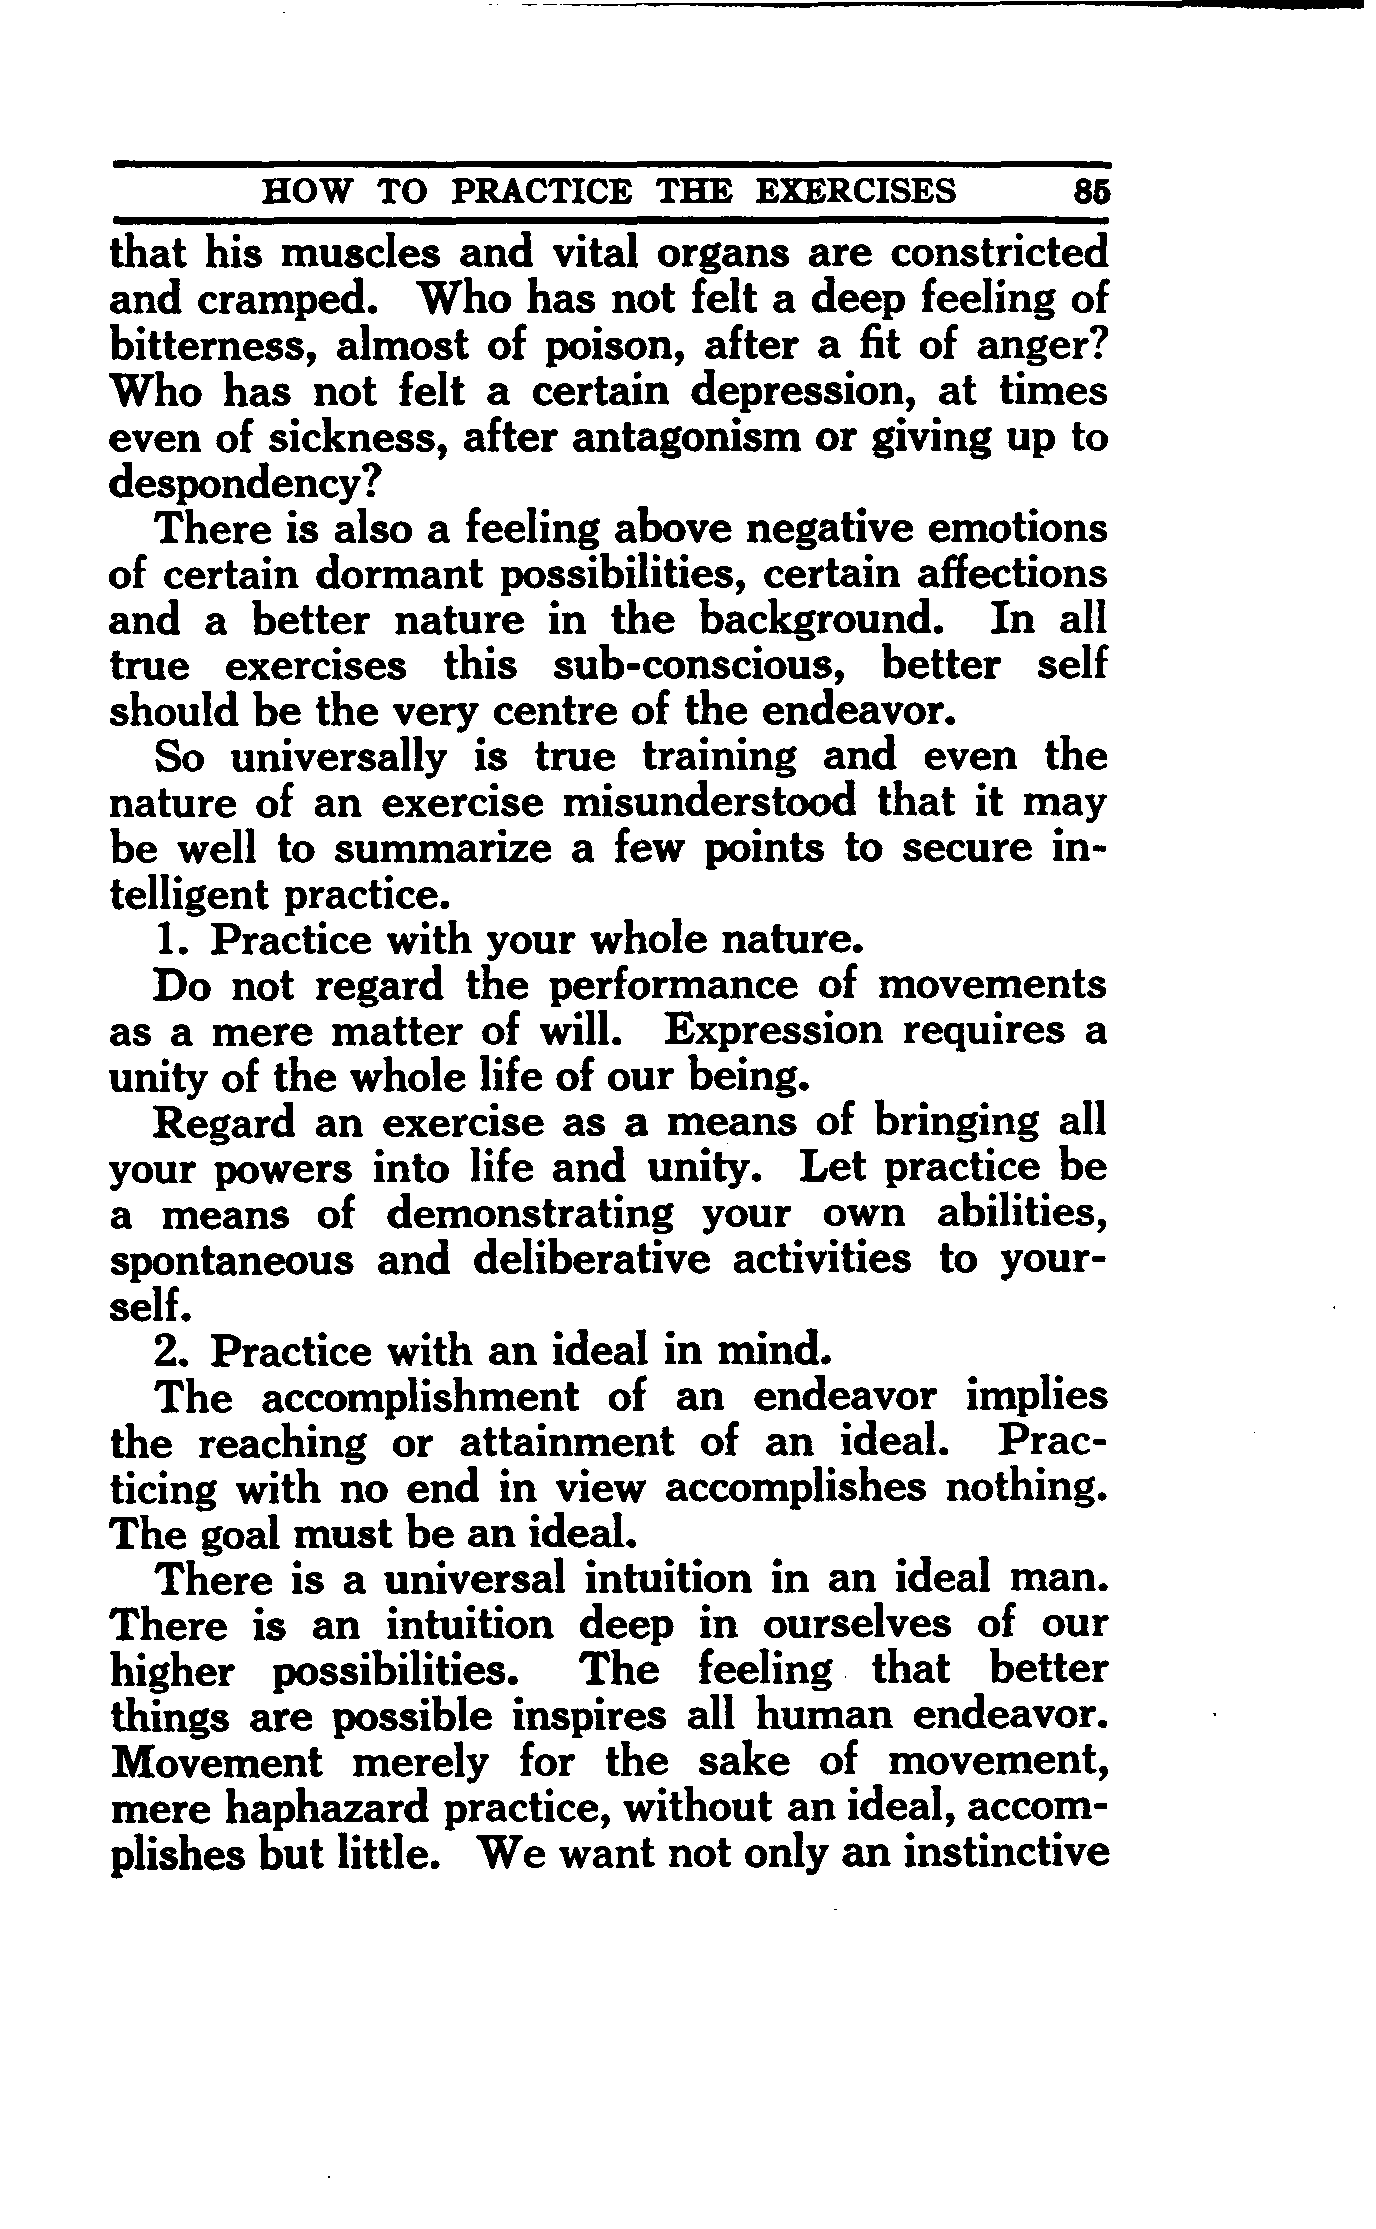 HOW TO PRACTICE THE EXERCISES 85
that his muscles and vital organs are constricted
and cramped. Who has not felt a deep feeling of
bitterness, almost of poison, after a fit of anger?
Who has not felt a certain depression, at times
even of sickness, after antagonism or giving up to
despondency?
There is also a feeling above negative emotions
of certain dormant possibilities, certain affections
and a better nature in the background. In all
true exercises this sub-conscious, better self
should be the very centre of the endeavor.
So universally is true training and even the
nature of an exercise misunderstood that it may
be well to summarize a few points to secure in-
telligent practice.
1. Practice with your whole nature.
Do not regard the performance of movements
as a mere matter of will. Expression requires a
unity of the whole life of our being.
Regard an exercise as a means of bringing all
your powers into life and unity. Let practice be
a means of demonstrating your own abilities,
spontaneous and deliberative activities to your-
self.
2. Practice with an ideal in mind.
The accomplishment of an endeavor implies
the reaching or attainment of an ideal. Prac-
ticing with no end in view accomplishes nothing.
The goal must be an ideal.
There is a universal intuition in an ideal man.
There is an intuition deep in ourselves of our
higher possibilities. The feeling that better
things are possible inspires all human endeavor.
Movement merely for the sake of movement,
mere haphazard practice, without an ideal, accom-
plishes but little. We want not only an instinctive